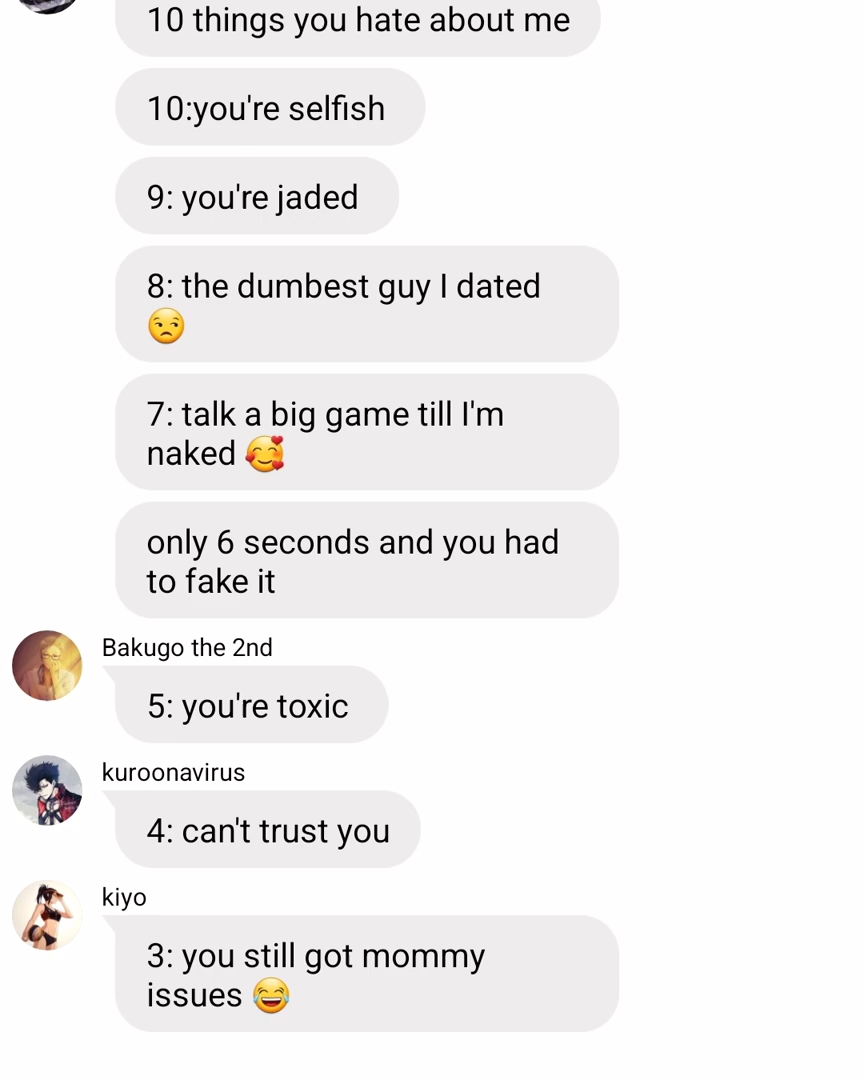 10 things you hate about me
10:you're selfish
9: you're jaded
8: the dumbest guy I dated
😒
7: talk a big game till I'm
naked 🥰
only 6 seconds and you had
to fake it
Bakugo the 2nd
5: you're toxic
kuroonavirus
4: can't trust you
kiyo
3: you still got mommy
issues 😂